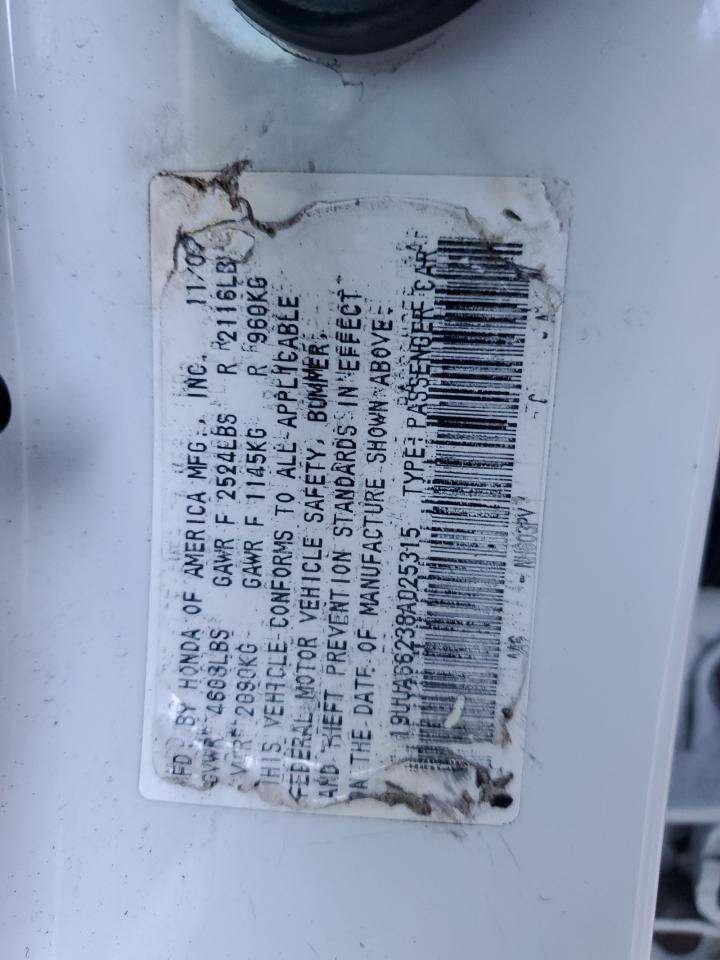 MFD. BY HONDA OF AMERICA MFG., INC. 11/07
GVWR 4608LBS GAWR F 2524LBS R 2116LB
GVWR 2090KG GAWR F 1145KG R 960KG
THIS VEHICLE CONFORMS TO ALL APPLICABLE
FEDERAL MOTOR VEHICLE SAFETY, BUMPER,
AND THEFT PREVENTION STANDARDS IN EFFECT
ON THE DATE OF MANUFACTURE SHOWN ABOVE.
19UUA66238A025315 TYPE: PASSENGER CAR
NH603PV